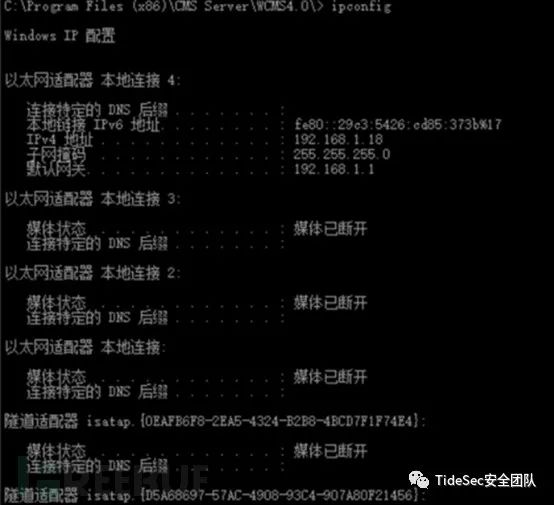 C:\Program Files (x86)\CMS Server\WCMS4.0\> ipconfig
Windows IP 配置
以太网适配器 本地连接 4:
连接特定的 DNS 后缀 . . . . . . . :
本地链接 IPv6 地址. . . . . . . . : fe80::29c3:5426:cd85:373b%17
IPv4 地址 . . . . . . . . . . . . : 192.168.1.18
子网掩码 . . . . . . . . . . . . : 255.255.255.0
默认网关. . . . . . . . . . . . . : 192.168.1.1
以太网适配器 本地连接 3:
媒体状态 . . . . . . . . . . . . : 媒体已断开
连接特定的 DNS 后缀 . . . . . . . :
以太网适配器 本地连接 2:
媒体状态 . . . . . . . . . . . . : 媒体已断开
连接特定的 DNS 后缀 . . . . . . . :
以太网适配器 本地连接:
媒体状态 . . . . . . . . . . . . : 媒体已断开
连接特定的 DNS 后缀 . . . . . . . :
隧道适配器 isatap.{0EAFB6F8-2EA5-4324-B2B8-4BCD7F1F74E4}:
媒体状态 . . . . . . . . . . . . : 媒体已断开
连接特定的 DNS 后缀 . . . . . . . :
REEBUF
TideSec安全团队
隧道适配器 isatap.{D5A68697-57AC-4908-93C4-907A80F21456}: